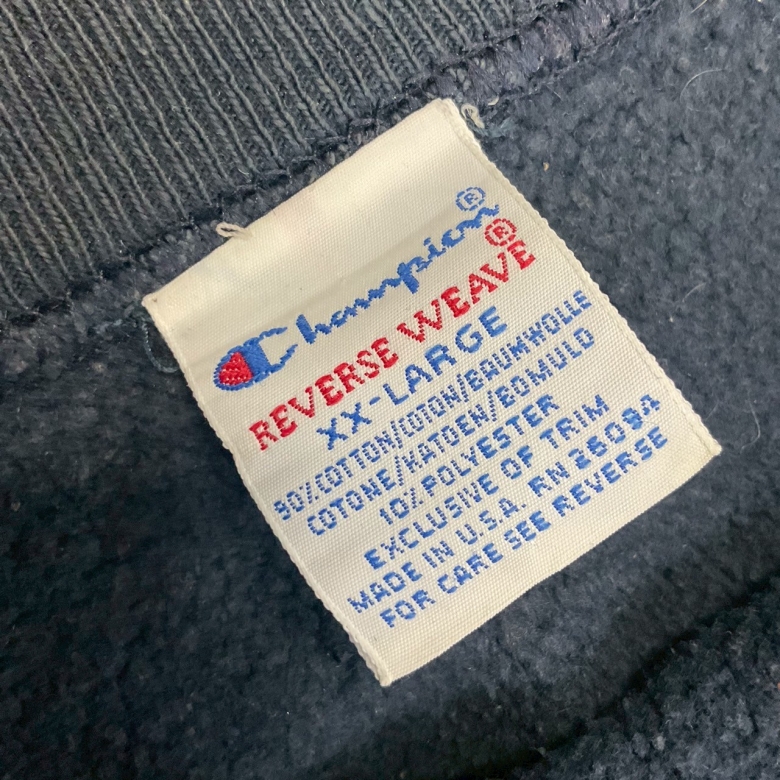 Champion®
REVERSE WEAVE®
XX-LARGE
90% COTTON/COTON/BAUMWOLLE
COTONE/KATOEN/BOMULD
10% POLYESTER
EXCLUSIVE OF TRIM
MADE IN U.S.A. RN 26094
FOR CARE SEE REVERSE